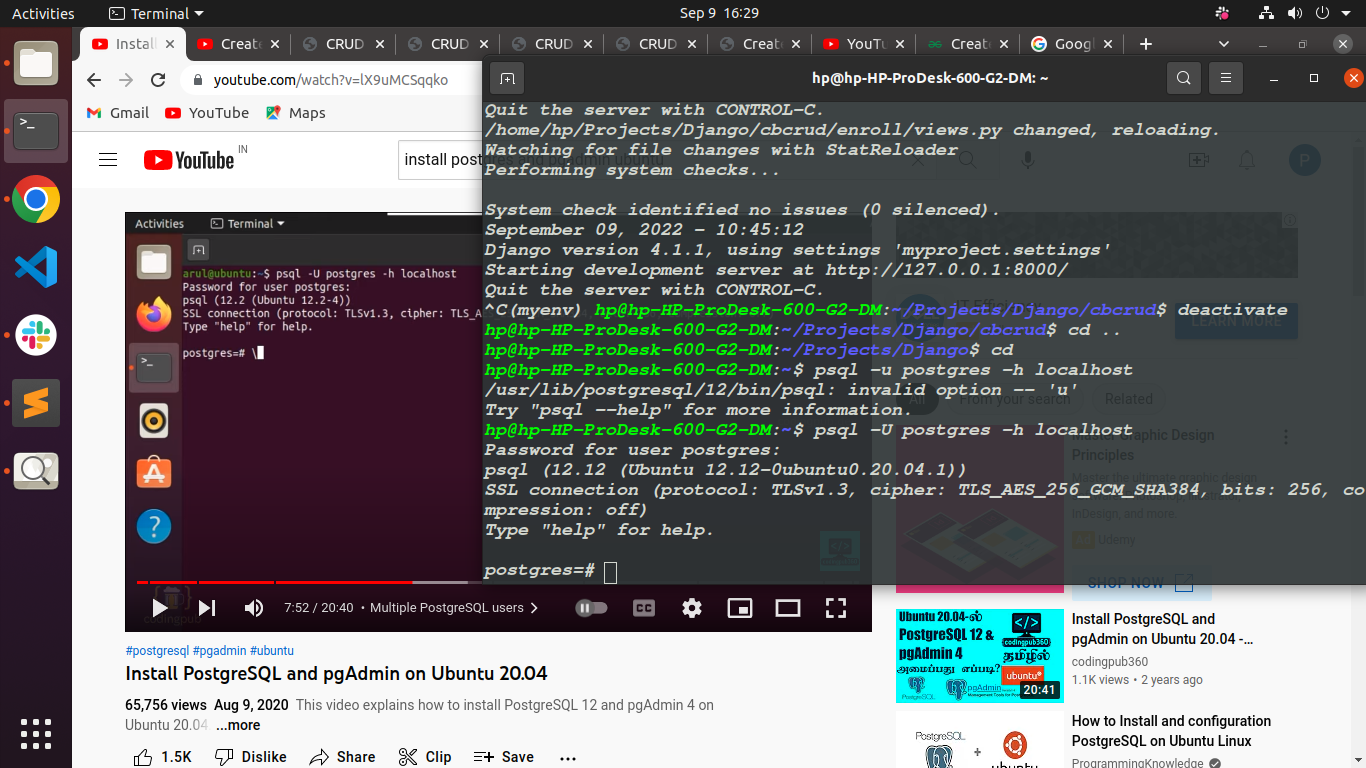 Activities
Terminal
Sep 9 16:29
Install
Create
CRUD
CRUD
CRUD
CRUD
Create
YouTu
Create
Googl
youtube.com/watch?v=lX9uMCSqqko
Gmail
YouTube
Maps
hp@hp-HP-ProDesk-600-G2-DM: ~
YouTube IN
install postgres and pgadmin ubuntu
P
Quit the server with CONTROL-C.
/home/hp/Projects/Django/cbcrud/enroll/views.py changed, reloading.
Watching for file changes with StatReloader
Performing system checks...
System check identified no issues (0 silenced).
September 09, 2022 - 10:45:12
Django version 4.1.1, using settings 'myproject.settings'
Starting development server at http://127.0.0.1:8000/
Quit the server with CONTROL-C.
^C(myenv) hp@hp-HP-ProDesk-600-G2-DM:~/Projects/Django/cbcrud$ deactivate
hp@hp-HP-ProDesk-600-G2-DM:~/Projects/Django/cbcrud$ cd ..
hp@hp-HP-ProDesk-600-G2-DM:~/Projects/Django$ cd
hp@hp-HP-ProDesk-600-G2-DM:~$ psql -u postgres -h localhost
/usr/lib/postgresql/12/bin/psql: invalid option -- 'u'
Try "psql --help" for more information.
hp@hp-HP-ProDesk-600-G2-DM:~$ psql -U postgres -h localhost
Password for user postgres:
psql (12.12 (Ubuntu 12.12-0ubuntu0.20.04.1))
SSL connection (protocol: TLSv1.3, cipher: TLS_AES_256_GCM_SHA384, bits: 256, co
mpression: off)
Type "help" for help.
postgres=#
Activities
Terminal
arul@ubuntu:~$ psql -U postgres -h localhost
Password for user postgres:
psql (12.2 (Ubuntu 12.2-4))
SSL connection (protocol: TLSv1.3, cipher: TLS_A
Type "help" for help.
postgres=# \
codingpub
7:52 / 20:40 • Multiple PostgreSQL users
CC
LEARN MORE
All
From your search
Related
Master Graphic Design
Principles
InDesign, and more.
Udemy
SHOP NOW
#postgresql #pgadmin #ubuntu
Install PostgreSQL and pgAdmin on Ubuntu 20.04
65,756 views Aug 9, 2020 This video explains how to install PostgreSQL 12 and pgAdmin 4 on
Ubuntu 20.04 ...more
1.5K
Dislike
Share
Clip
Save
Ubuntu 20.04-ல்
PostgreSQL 12 &
pgAdmin 4
அமைப்பது எப்படி?
codingpub360
தமிழில்
ubuntu
PostgreSQL
pgAdmin
20:41
Install PostgreSQL and
pgAdmin on Ubuntu 20.04 -...
codingpub360
1.1K views • 2 years ago
PostgreSQL
+
ubuntu
How to Install and configuration
PostgreSQL on Ubuntu Linux
ProgrammingKnowledge